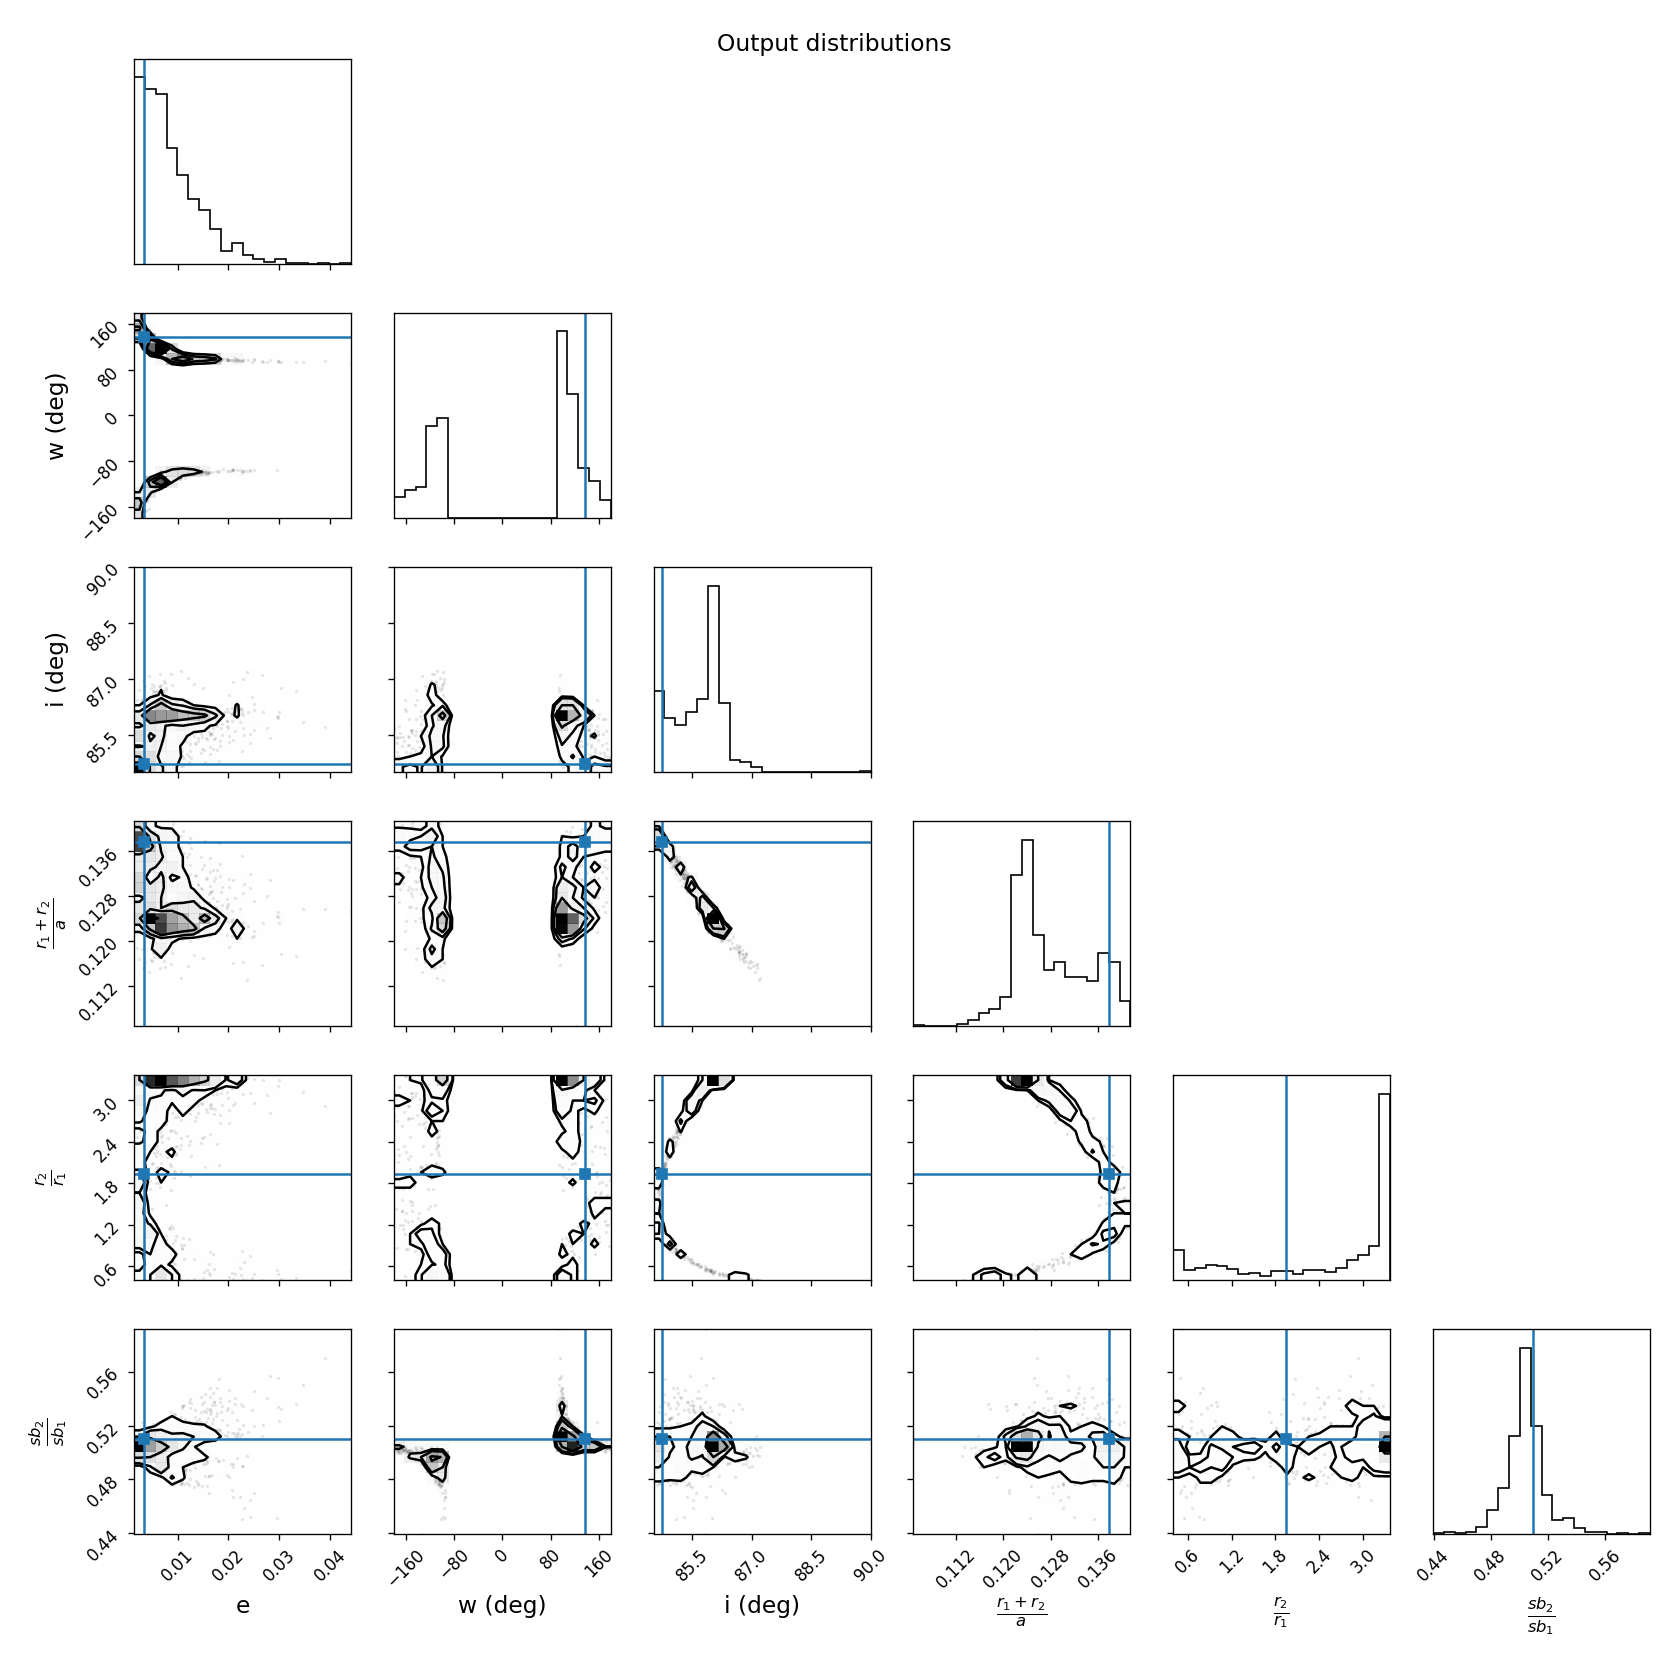 Output distributions
w (deg)
160
80
0
−80
−160
i (deg)
90.0
88.5
87.0
85.5
r₁ + r₂
a
0.136
0.128
0.120
0.112
r₂
r₁
3.0
2.4
1.8
1.2
0.6
sb₂
sb₁
0.56
0.52
0.48
0.44
0.01 0.02 0.03 0.04
−160 −80 0 80 160
85.5 87.0 88.5 90.0
0.112 0.120 0.128 0.136
0.6 1.2 1.8 2.4 3.0
0.44 0.48 0.52 0.56
e
w (deg)
i (deg)
r₁ + r₂
a
r₂
r₁
sb₂
sb₁